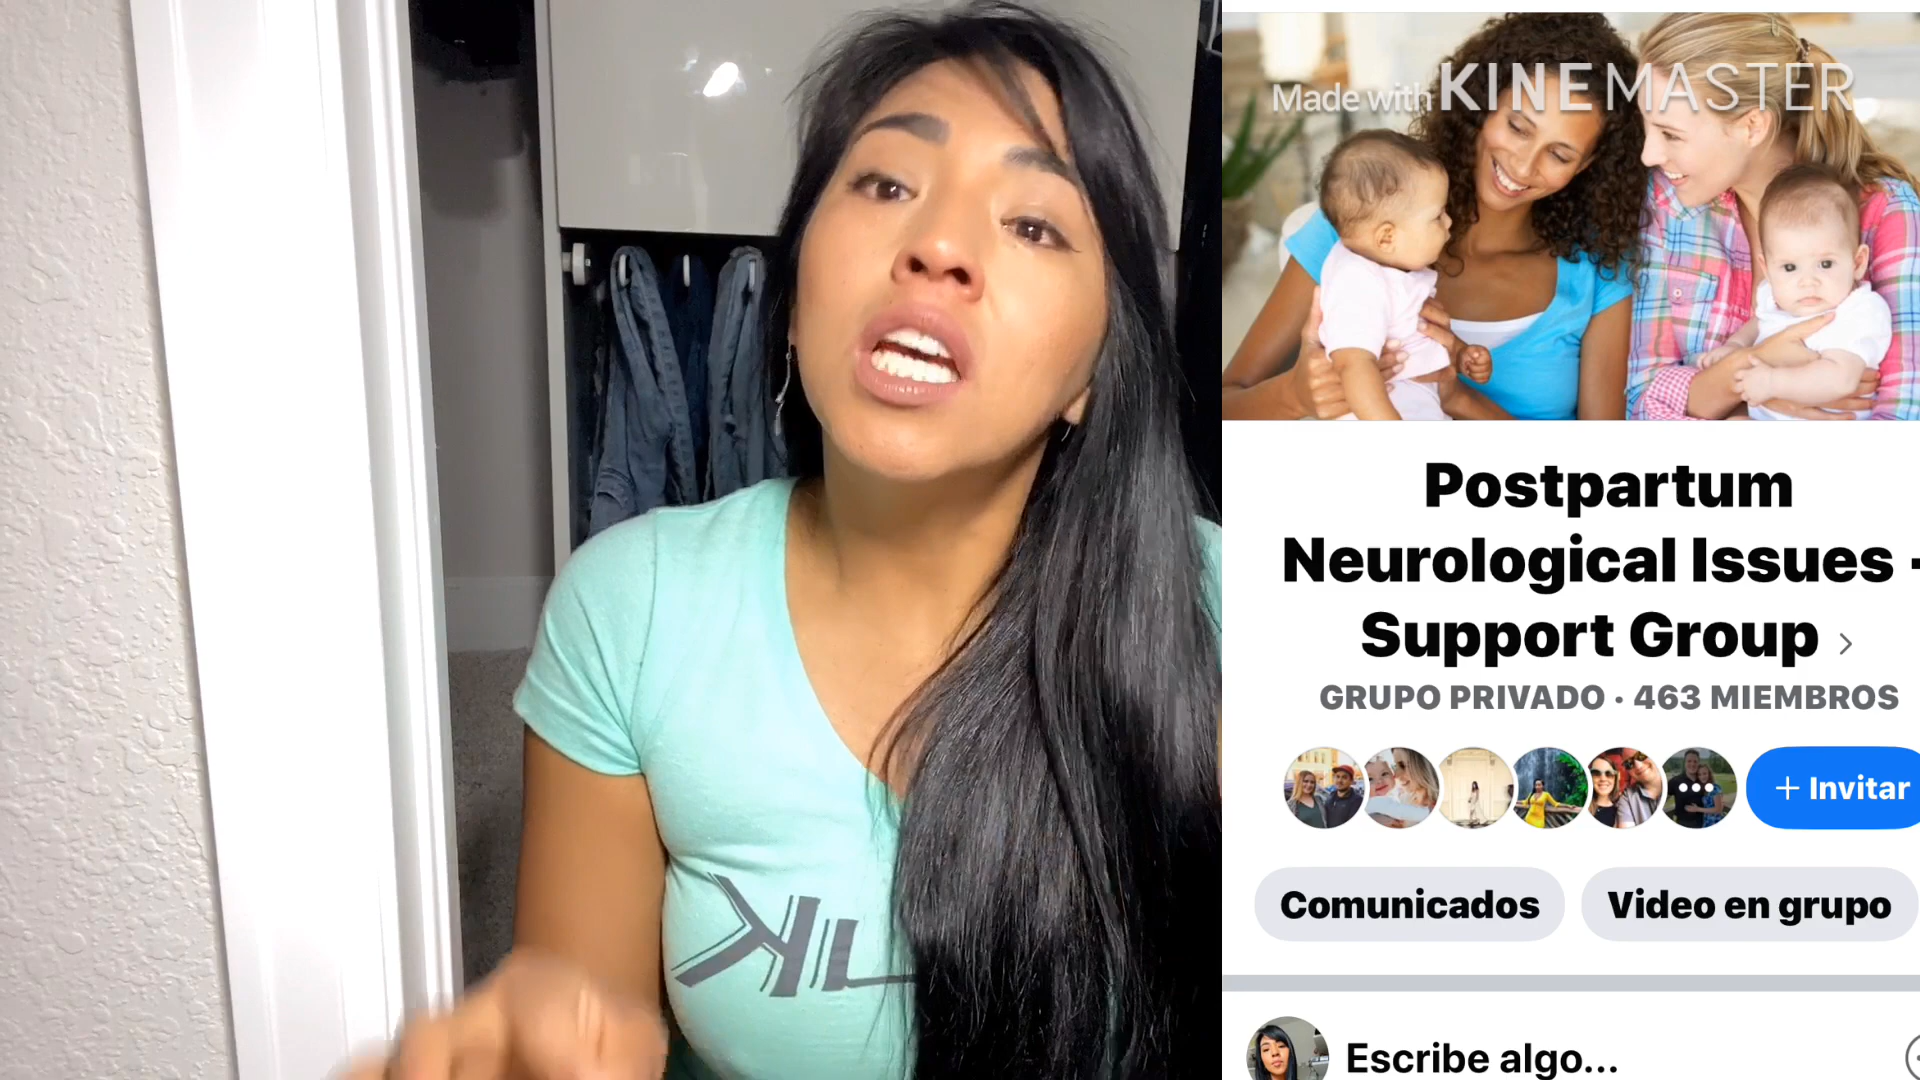 Made with KINEMASTER
Postpartum
Neurological Issues -
Support Group >
GRUPO PRIVADO · 463 MIEMBROS
+ Invitar
Comunicados
Video en grupo
Escribe algo...